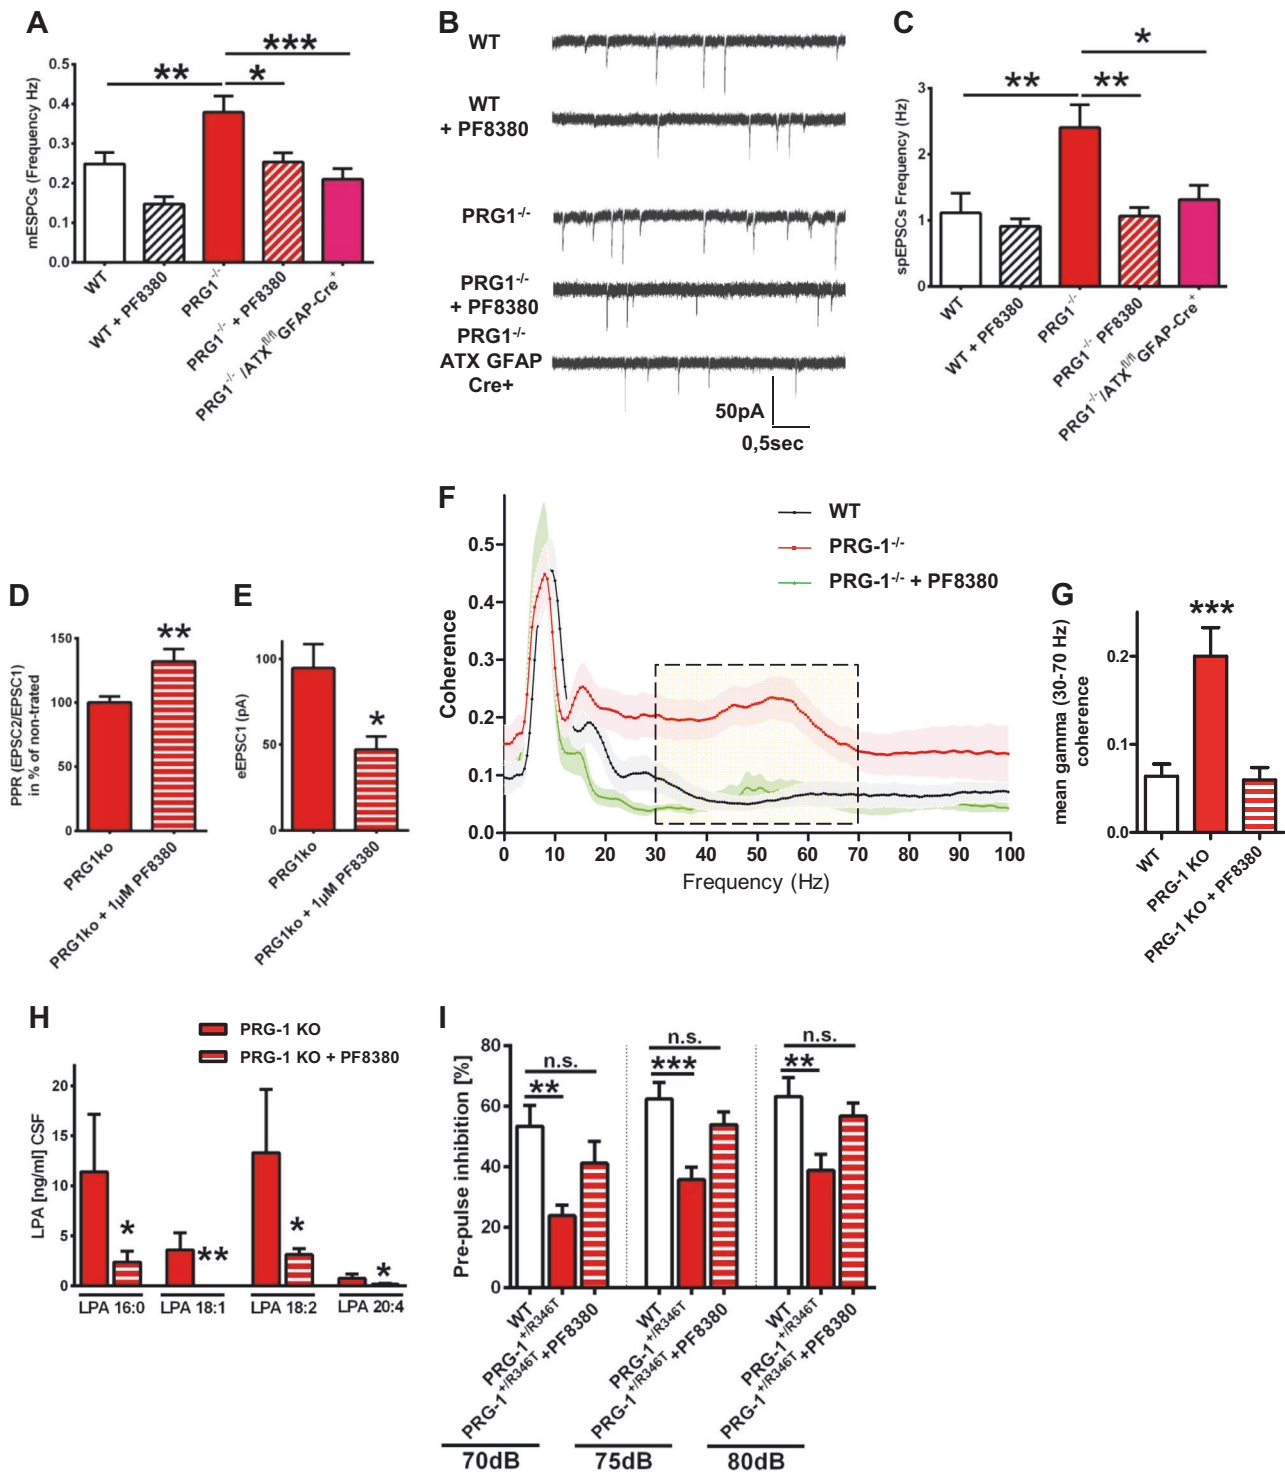 A
***
**
*
mESPCs (Frequency Hz)
0.5
0.4
0.3
0.2
0.1
0.0
WT
WT + PF8380
PRG1-/-
PRG1-/- + PF8380
PRG1-/-/ATXfl/fl GFAP-Cre+
B
WT
WT
+ PF8380
PRG1-/-
PRG1-/-
+ PF8380
PRG1-/-
ATX GFAP
Cre+
50pA
0,5sec
C
*
**
**
spEPSCs Frequency (Hz)
3
2
1
0
WT
WT + PF8380
PRG1-/-
PRG1-/- PF8380
PRG1-/-/ATXfl/fl GFAP-Cre+
D
PPR (EPSC2/EPSC1)
in % of non-treated
150
100
50
0
**
PRG1ko
PRG1ko + 1µM PF8380
E
eEPSC1 (pA)
100
50
0
*
PRG1ko
PRG1ko + 1µM PF8380
F
WT
PRG-1-/-
PRG-1-/- + PF8380
Coherence
0.5
0.4
0.3
0.2
0.1
0.0
0 10 20 30 40 50 60 70 80 90 100
Frequency (Hz)
G
mean gamma (30-70 Hz)
coherence
0.2
0.1
0.0
***
WT
PRG-1 KO
PRG-1 KO + PF8380
H
PRG-1 KO
PRG-1 KO + PF8380
LPA [ng/ml] CSF
20
15
10
5
0
*
**
*
*
LPA 16:0 LPA 18:1 LPA 18:2 LPA 20:4
I
Pre-pulse inhibition [%]
80
60
40
20
0
n.s.
**
n.s.
***
n.s.
**
WT
PRG-1+/R346T
PRG-1+/R346T+PF8380
WT
PRG-1+/R346T
PRG-1+/R346T+PF8380
WT
PRG-1+/R346T
PRG-1+/R346T+PF8380
70dB 75dB 80dB